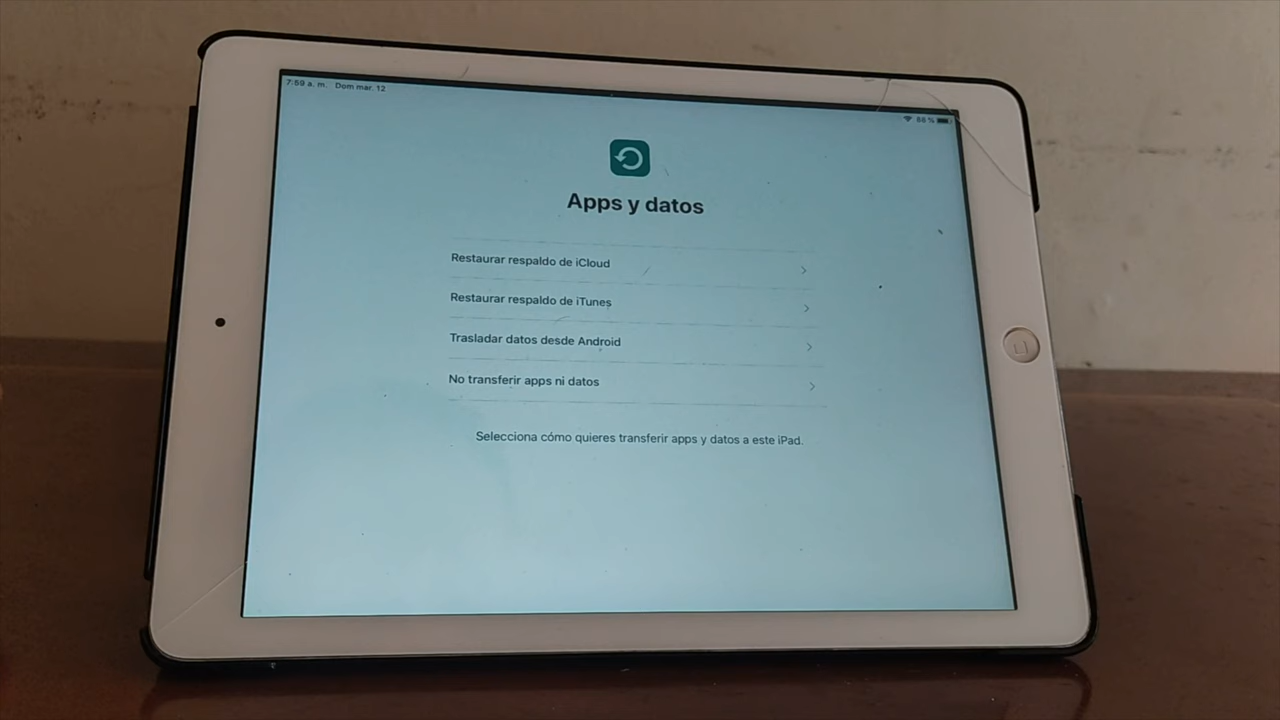 7:59 a. m. Dom mar. 12
88 %
Apps y datos
Restaurar respaldo de iCloud
Restaurar respaldo de iTunes
Trasladar datos desde Android
No transferir apps ni datos
Selecciona cómo quieres transferir apps y datos a este iPad.